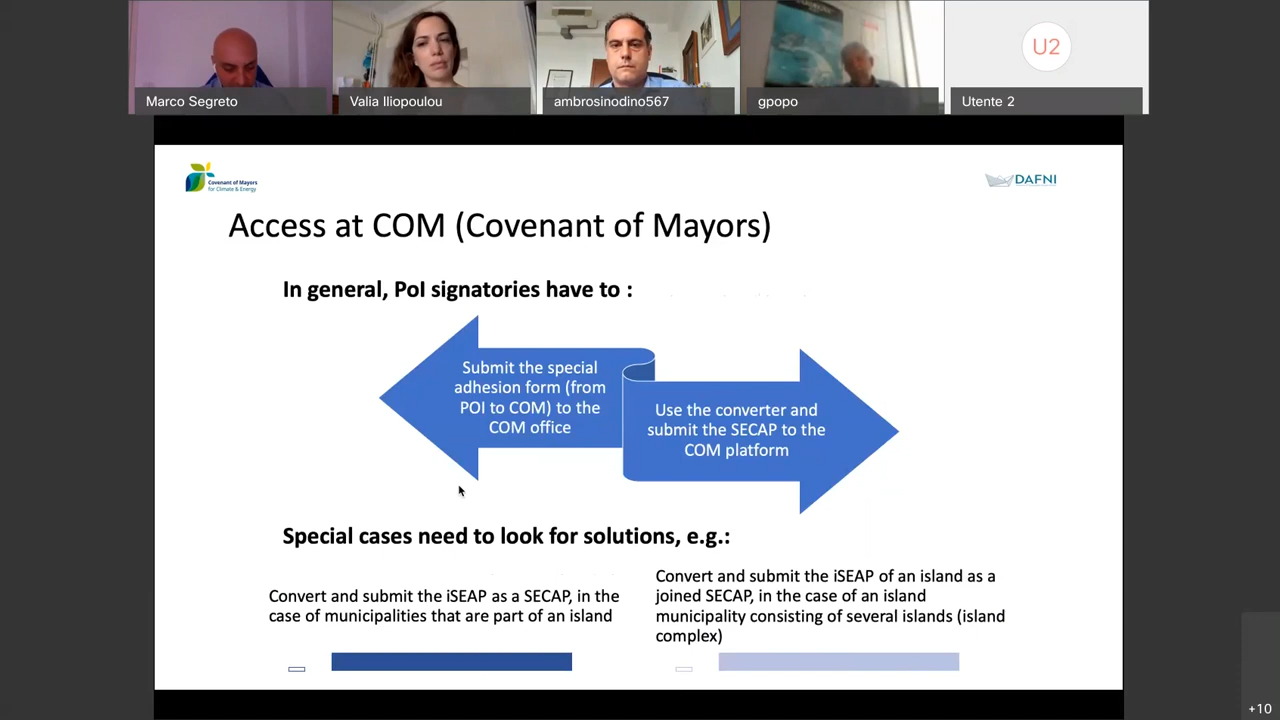 U2
Marco Segreto
Valia Iliopoulou
ambrosinodino567
gpopo
Utente 2
Covenant of Mayors
for Climate & Energy
DAFNI
Access at COM (Covenant of Mayors)
In general, PoI signatories have to :
Submit the special
adhesion form (from
POI to COM) to the
COM office
Use the converter and
submit the SECAP to the
COM platform
Special cases need to look for solutions, e.g.:
Convert and submit the iSEAP as a SECAP, in the
case of municipalities that are part of an island
Convert and submit the iSEAP of an island as a
joined SECAP, in the case of an island
municipality consisting of several islands (island
complex)
+10